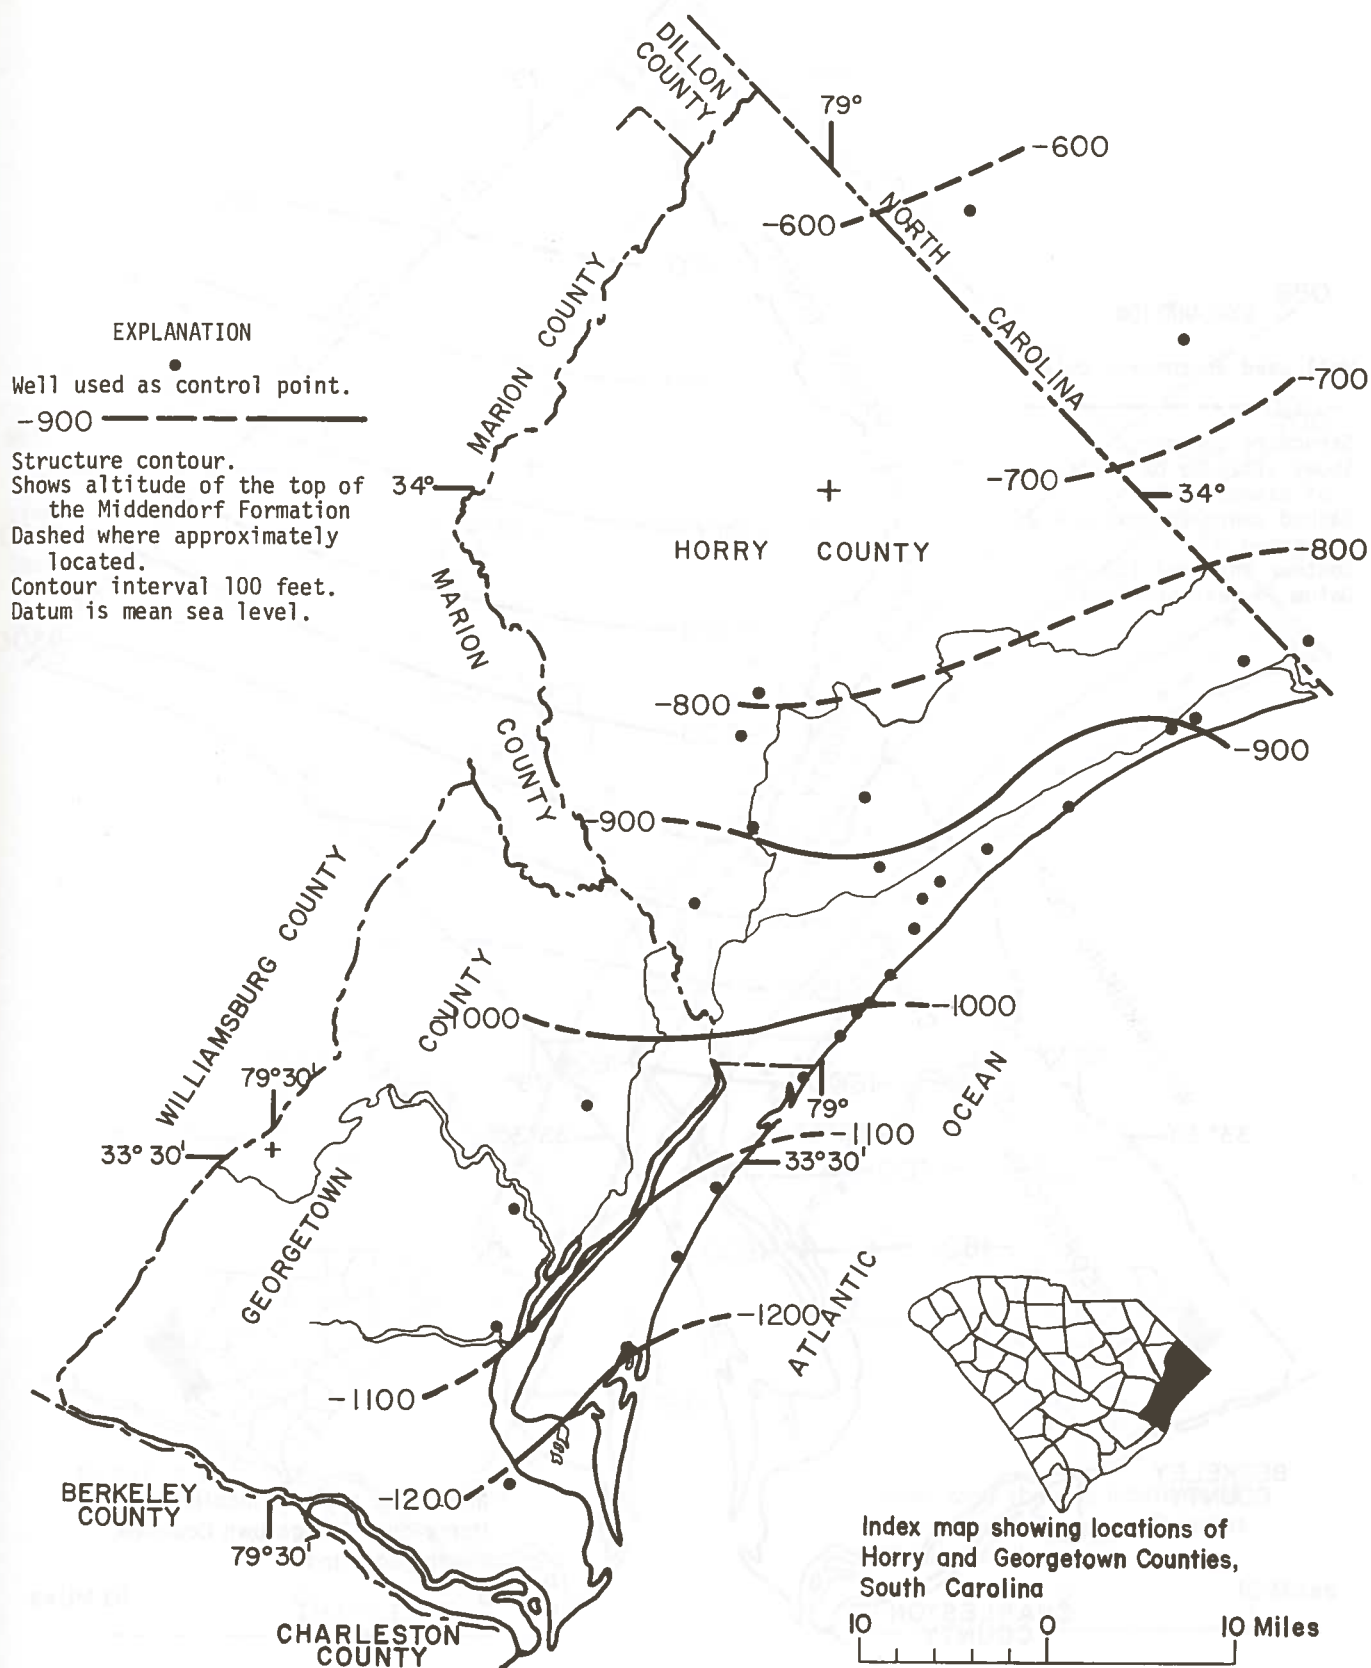 DILLON
COUNTY
79°
-600
-600
NORTH
CAROLINA
MARION COUNTY
EXPLANATION
Well used as control point.
-900
Structure contour.
Shows altitude of the top of
the Middendorf Formation
Dashed where approximately
located.
Contour interval 100 feet.
Datum is mean sea level.
-700
-700
34°
34°
HORRY COUNTY
-800
-800
MARION
COUNTY
-900
-900
WILLIAMSBURG COUNTY
COUNTY
1000
-1000
79°30'
79°
OCEAN
-1100
33°30'
33°30'
GEORGETOWN
ATLANTIC
-1200
-1100
-1200
BERKELEY
COUNTY
79°30'
CHARLESTON
COUNTY
Index map showing locations of
Horry and Georgetown Counties,
South Carolina
10 0 10 Miles